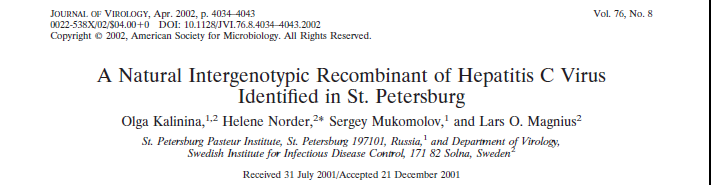 JOURNAL OF VIROLOGY, Apr. 2002, p. 4034–4043 Vol. 76, No. 8
0022-538X/02/$04.00+0 DOI: 10.1128/JVI.76.8.4034–4043.2002
Copyright © 2002, American Society for Microbiology. All Rights Reserved.
A Natural Intergenotypic Recombinant of Hepatitis C Virus
Identified in St. Petersburg
Olga Kalinina,1,2 Helene Norder,2* Sergey Mukomolov,1 and Lars O. Magnius2
St. Petersburg Pasteur Institute, St. Petersburg 197101, Russia,1 and Department of Virology,
Swedish Institute for Infectious Disease Control, 171 82 Solna, Sweden2
Received 31 July 2001/Accepted 21 December 2001